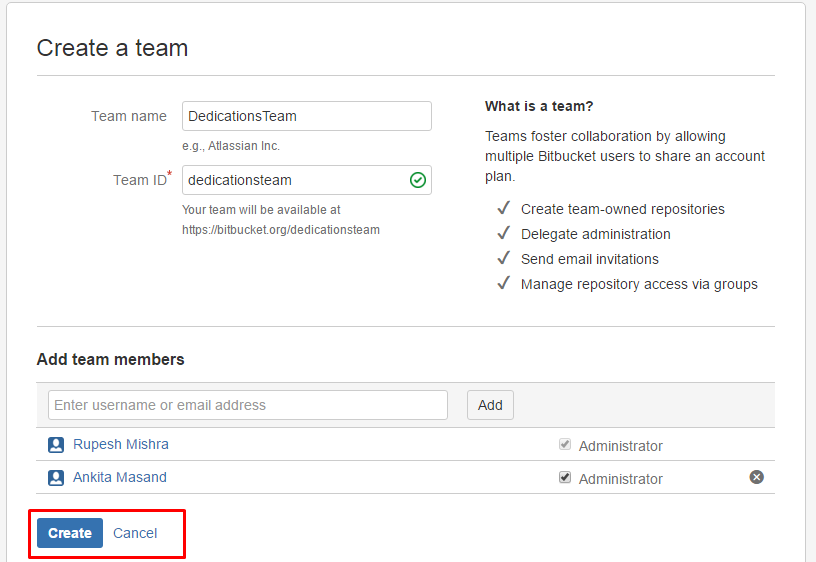 Create a team
Team name
DedicationsTeam
e.g., Atlassian Inc.
Team ID*
dedicationsteam
Your team will be available at
https://bitbucket.org/dedicationsteam
What is a team?
Teams foster collaboration by allowing
multiple Bitbucket users to share an account
plan.
Create team-owned repositories
Delegate administration
Send email invitations
Manage repository access via groups
Add team members
Enter username or email address
Add
Rupesh Mishra
Administrator
Ankita Masand
Administrator
Create
Cancel